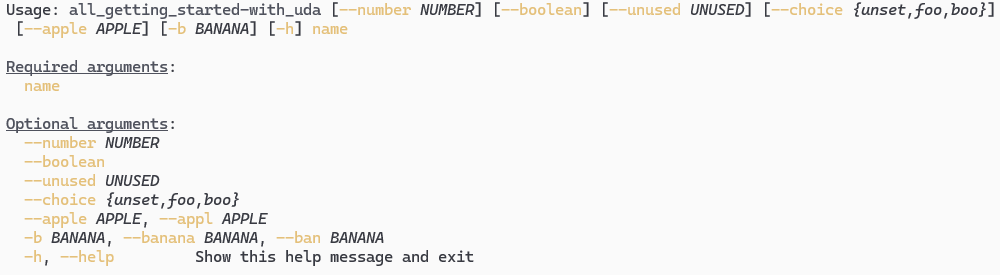 Usage: all_getting_started-with_uda [--number NUMBER] [--boolean] [--unused UNUSED] [--choice {unset,foo,boo}]
[--apple APPLE] [-b BANANA] [-h] name
Required arguments:
name
Optional arguments:
--number NUMBER
--boolean
--unused UNUSED
--choice {unset,foo,boo}
--apple APPLE, --appl APPLE
-b BANANA, --banana BANANA, --ban BANANA
-h, --help Show this help message and exit